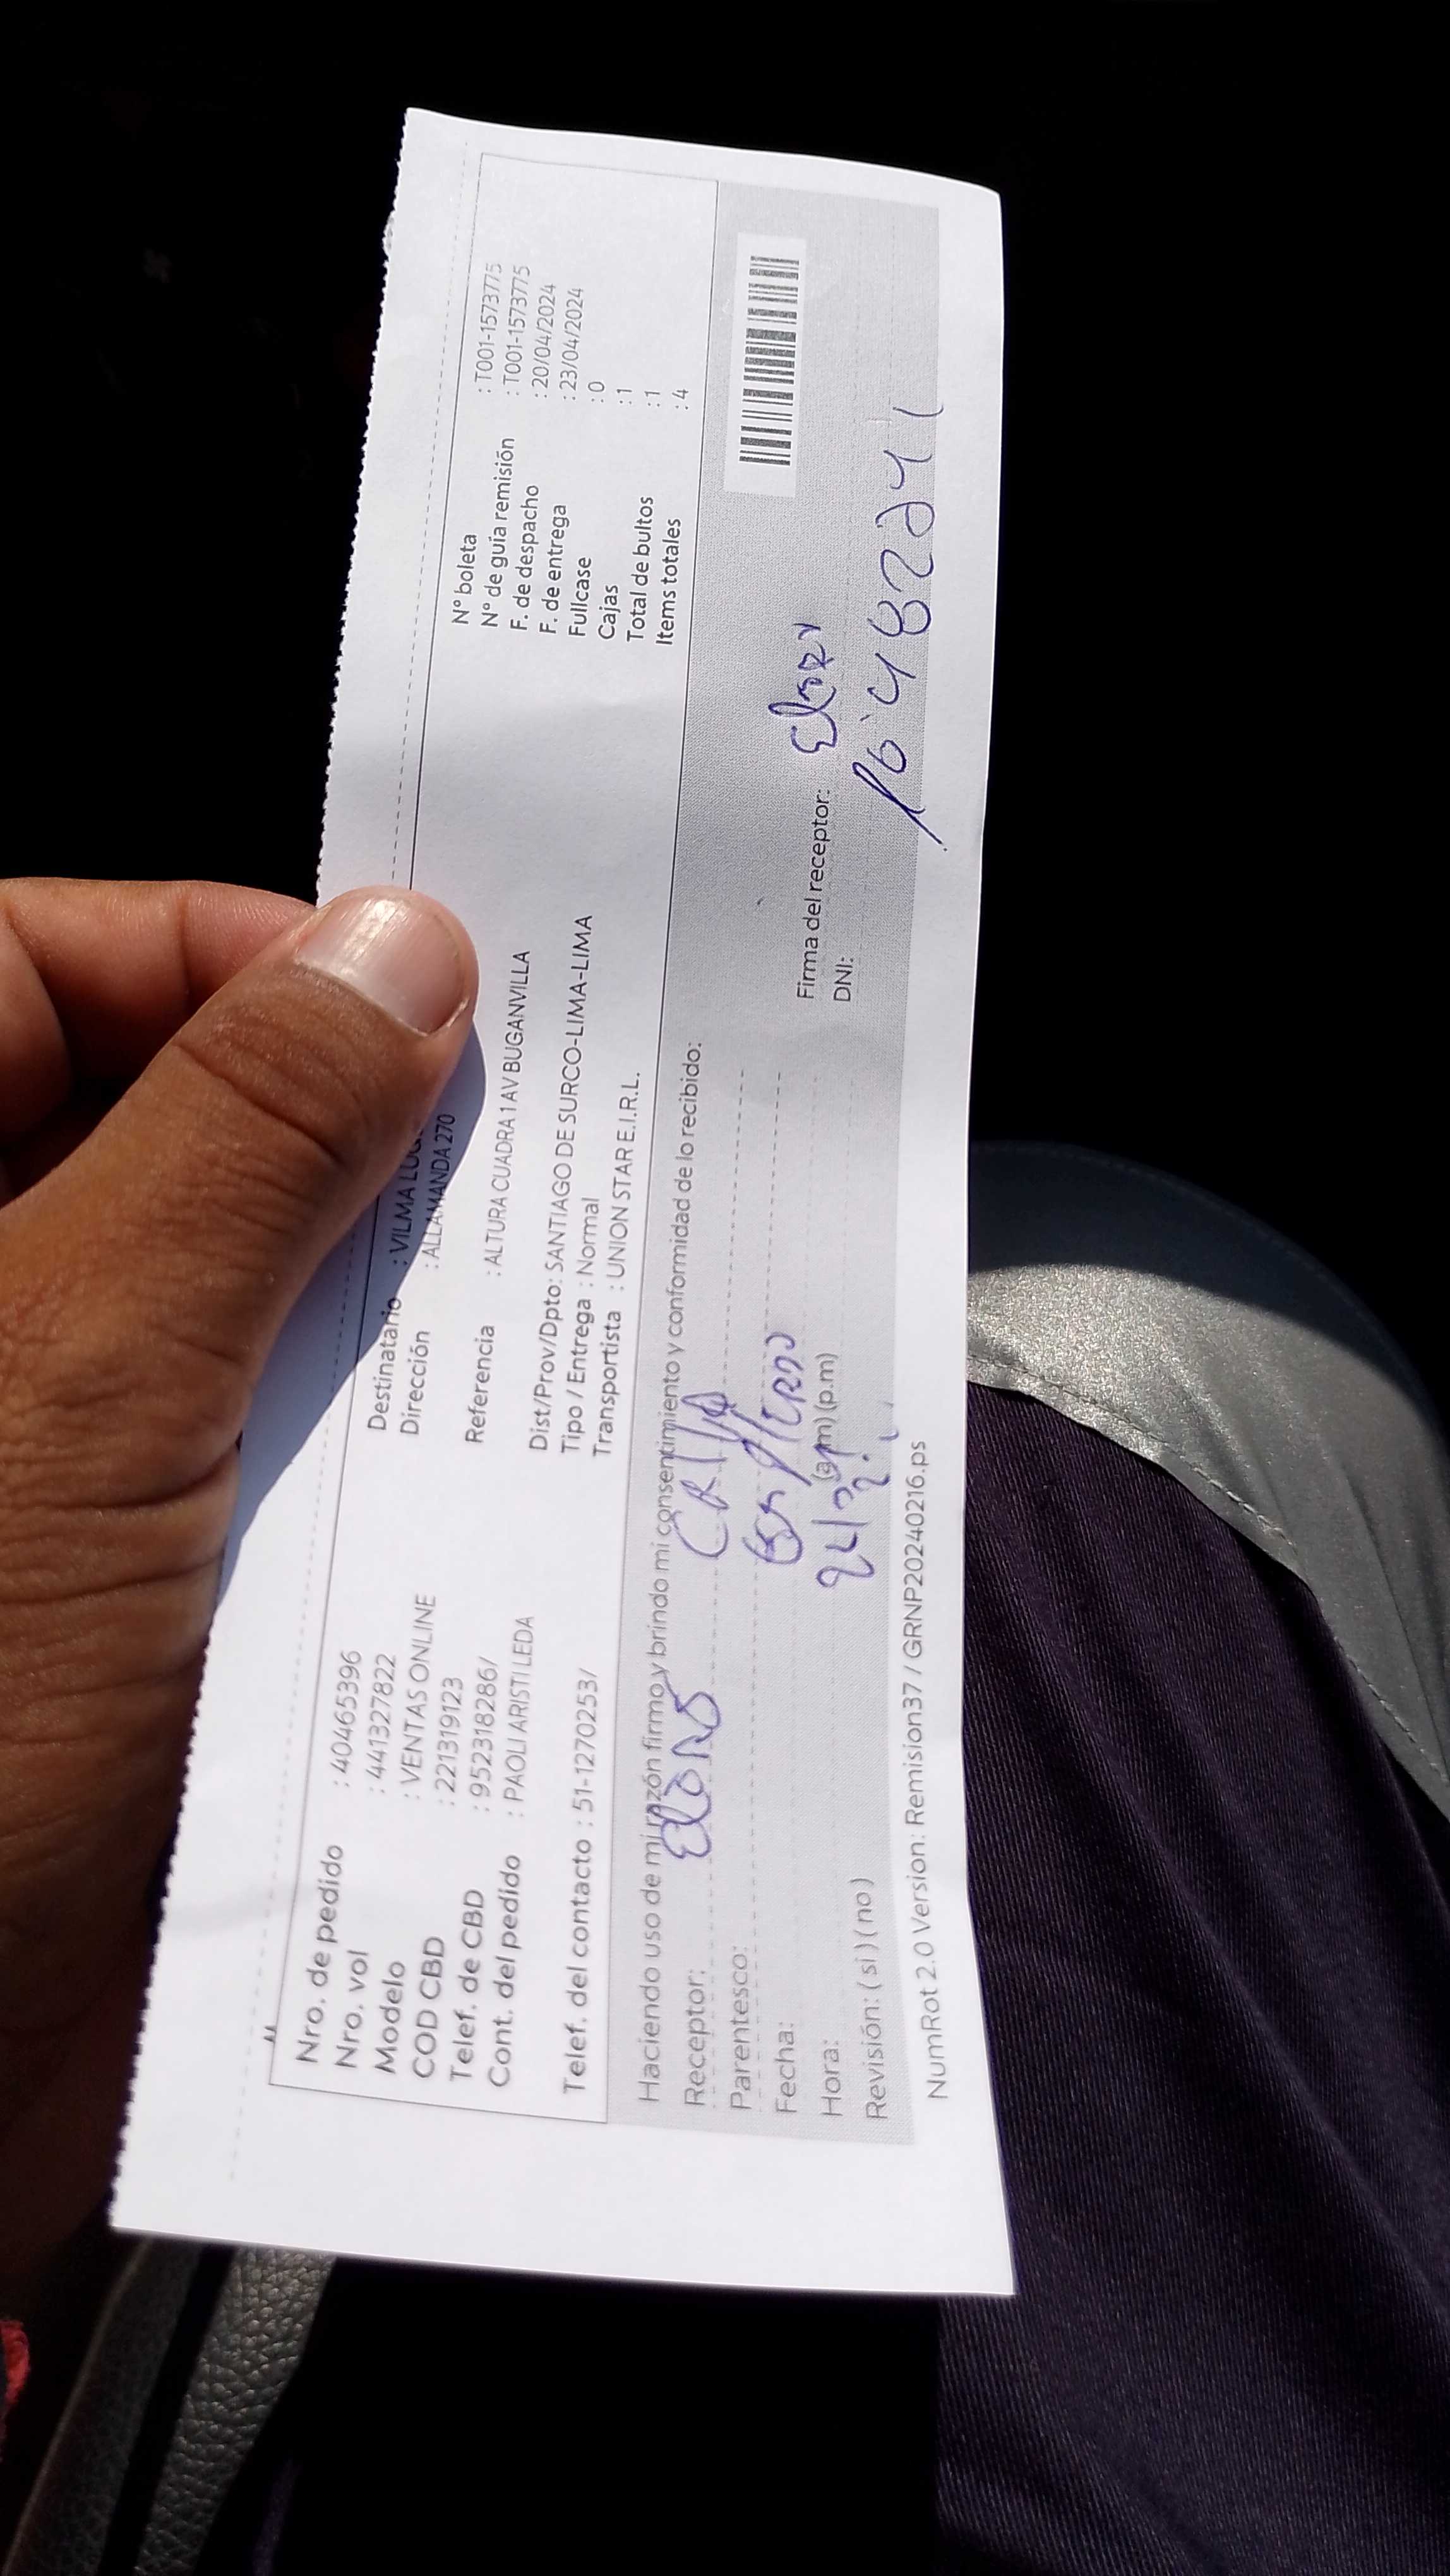 Nro. de pedido : 40465396
Nro. vol : 441327822
Modelo : VENTAS ONLINE
COD CBD : 221319123
Telef. de CBD : 952318286/
Cont. del pedido : PAOLI ARISTI LEDA
Telef. del contacto : 51-1270253/
Destinatario : VILMA
Dirección : ALLAMANDA 270
Referencia : ALTURA CUADRA 1 AV BUGANVILLA
Dist/Prov/Dpto: SANTIAGO DE SURCO-LIMA-LIMA
Tipo / Entrega : Normal
Transportista : UNION STAR E.I.R.L.
N° boleta : T001-1573775
N° de guía remisión : T001-1573775
F. de despacho : 20/04/2024
F. de entrega : 23/04/2024
Fullcase : 0
Cajas : 1
Total de bultos : 1
Items totales : 4
Haciendo uso de mi razón firmo y brindo mi consentimiento y conformidad de lo recibido:
Receptor:
Parentesco:
Fecha:
Hora: (a.m) (p.m)
Revisión: ( si ) ( no )
Firma del receptor:
DNI:
NumRot 2.0 Version: Remision37 / GRNP20240216.ps